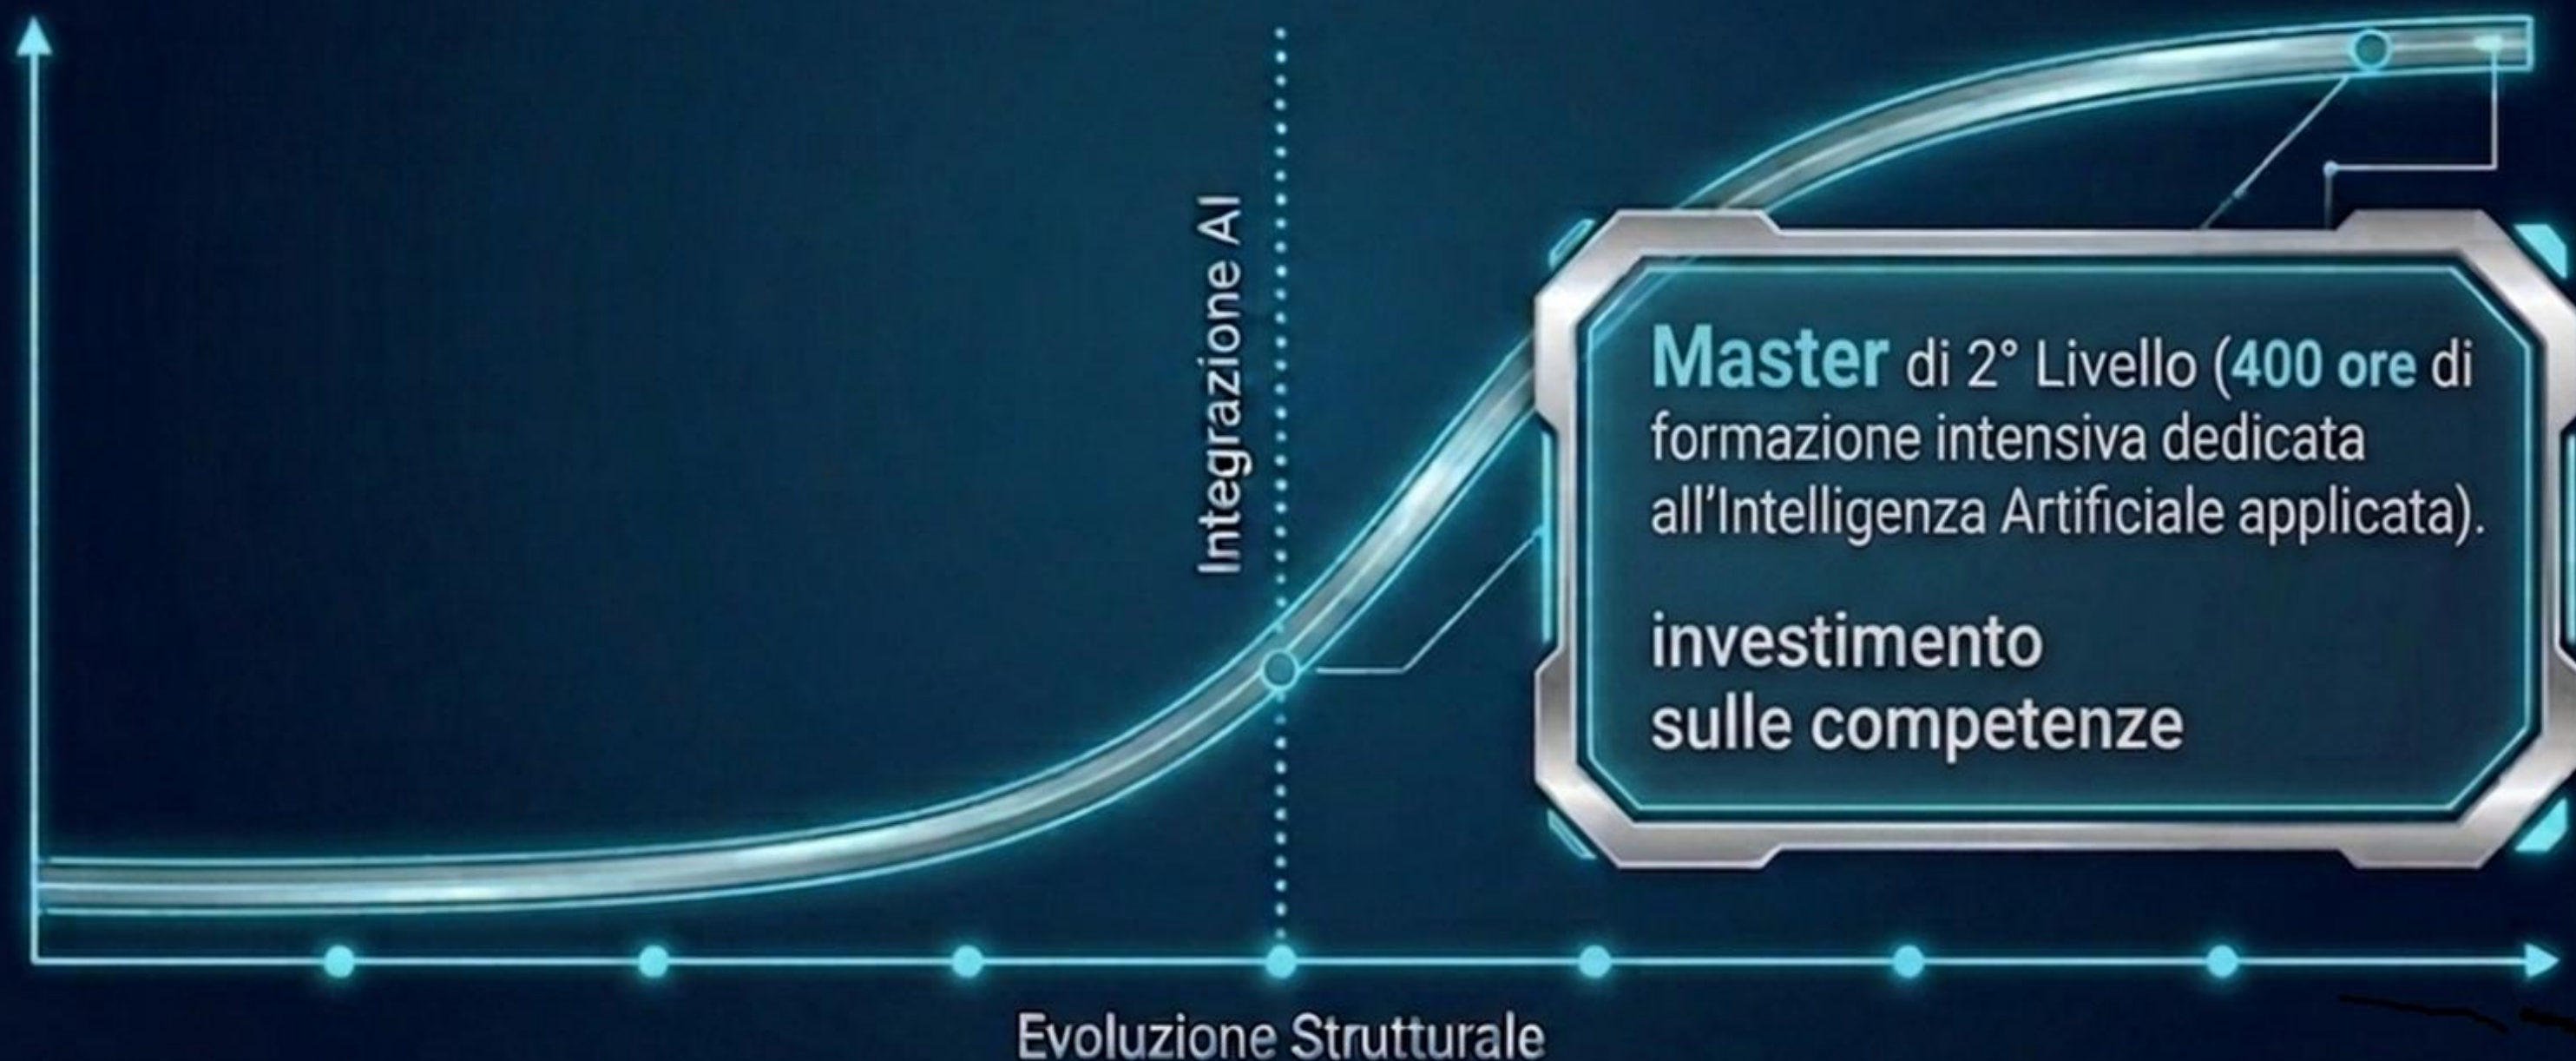 Integrazione AI
Master di 2° Livello (400 ore di
formazione intensiva dedicata
all'Intelligenza Artificiale applicata).
investimento
sulle competenze
Evoluzione Strutturale